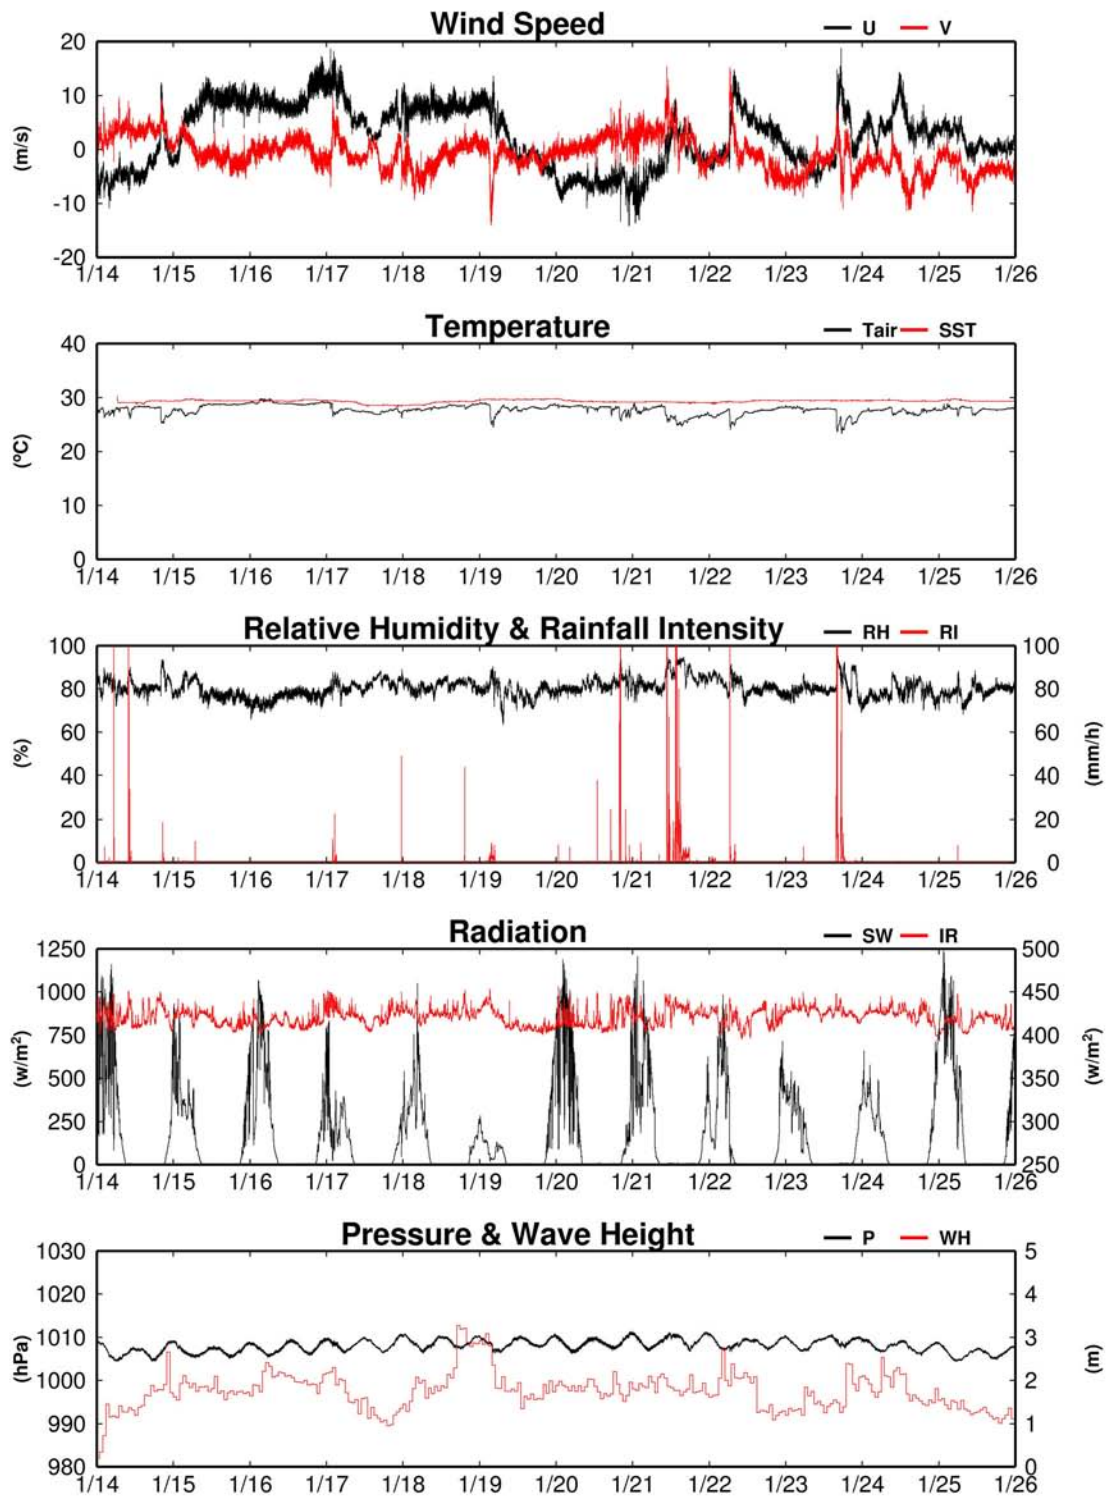 Wind Speed
U V
20
10
0
-10
-20
(m/s)
1/14 1/15 1/16 1/17 1/18 1/19 1/20 1/21 1/22 1/23 1/24 1/25 1/26
Temperature
Tair SST
40
30
20
10
0
(ºC)
1/14 1/15 1/16 1/17 1/18 1/19 1/20 1/21 1/22 1/23 1/24 1/25 1/26
Relative Humidity & Rainfall Intensity
RH RI
100 100
80 80
60 60
40 40
20 20
0 0
(%) (mm/h)
1/14 1/15 1/16 1/17 1/18 1/19 1/20 1/21 1/22 1/23 1/24 1/25 1/26
Radiation
SW IR
1250 500
1000 450
750 400
500 350
250 300
0 250
(w/m²) (w/m²)
1/14 1/15 1/16 1/17 1/18 1/19 1/20 1/21 1/22 1/23 1/24 1/25 1/26
Pressure & Wave Height
P WH
1030 5
1020 4
1010 3
1000 2
990 1
980 0
(hPa) (m)
1/14 1/15 1/16 1/17 1/18 1/19 1/20 1/21 1/22 1/23 1/24 1/25 1/26